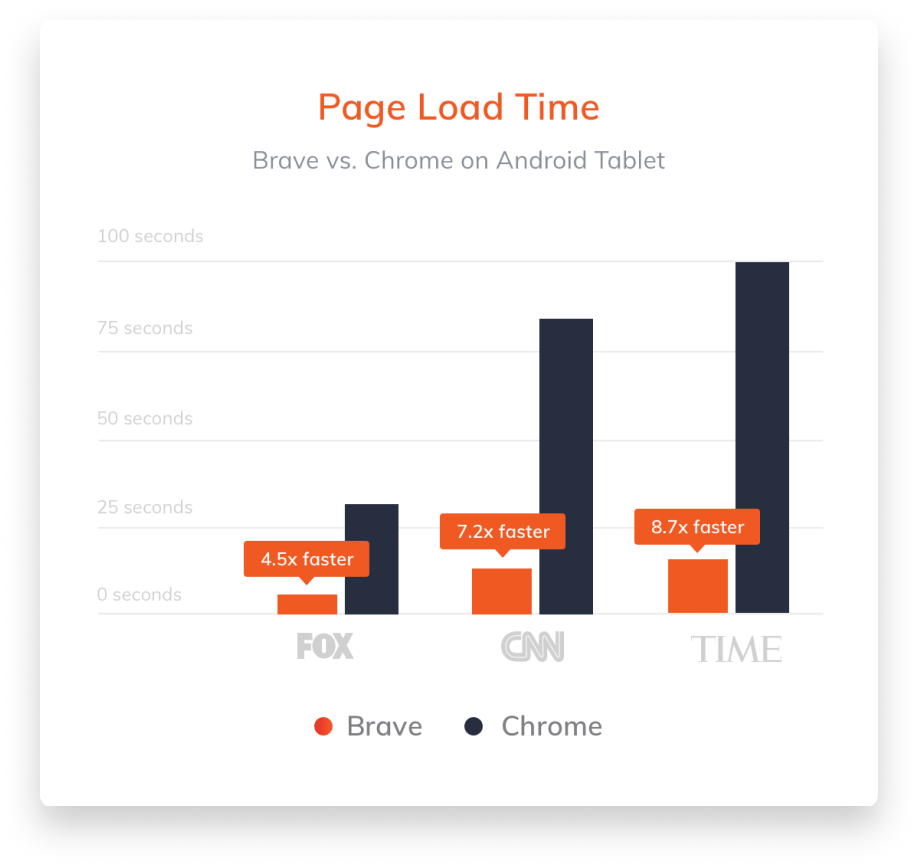 Page Load Time
Brave vs. Chrome on Android Tablet
100 seconds
75 seconds
50 seconds
25 seconds
0 seconds
4.5x faster
7.2x faster
8.7x faster
FOX
CNN
TIME
Brave
Chrome